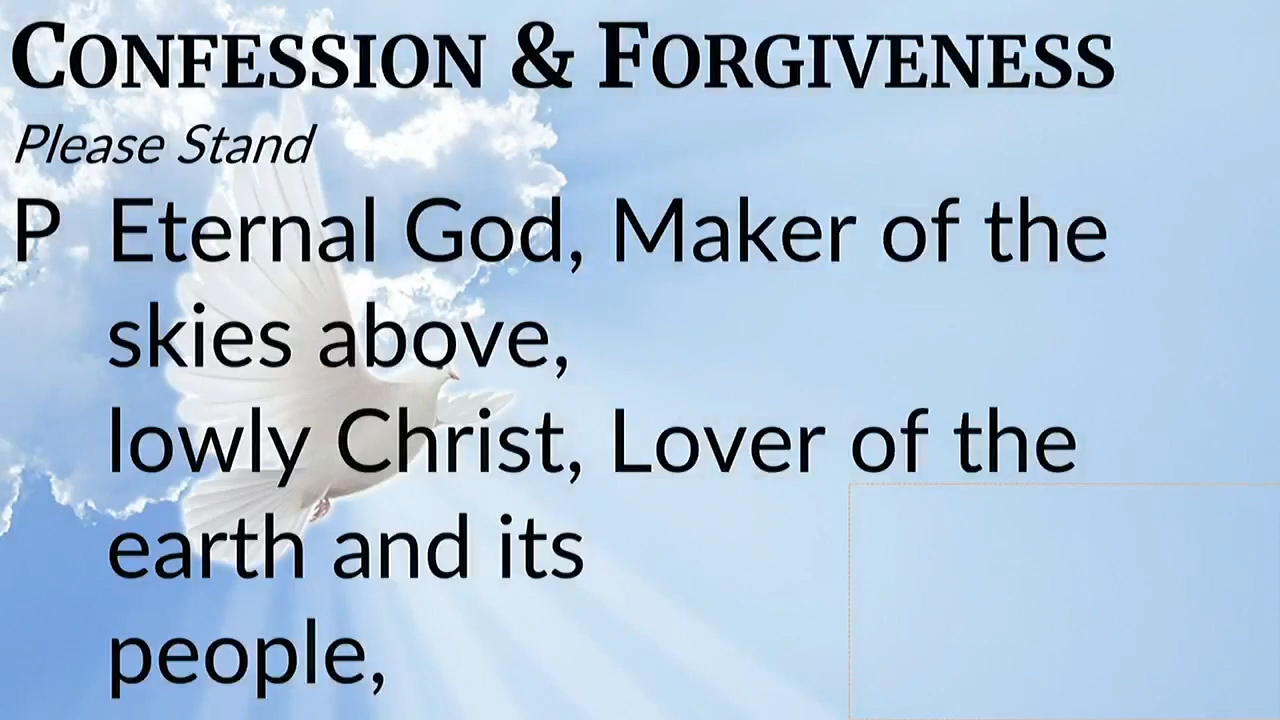 CONFESSION & FORGIVENESS
Please Stand
P Eternal God, Maker of the
skies above,
lowly Christ, Lover of the
earth and its
people,